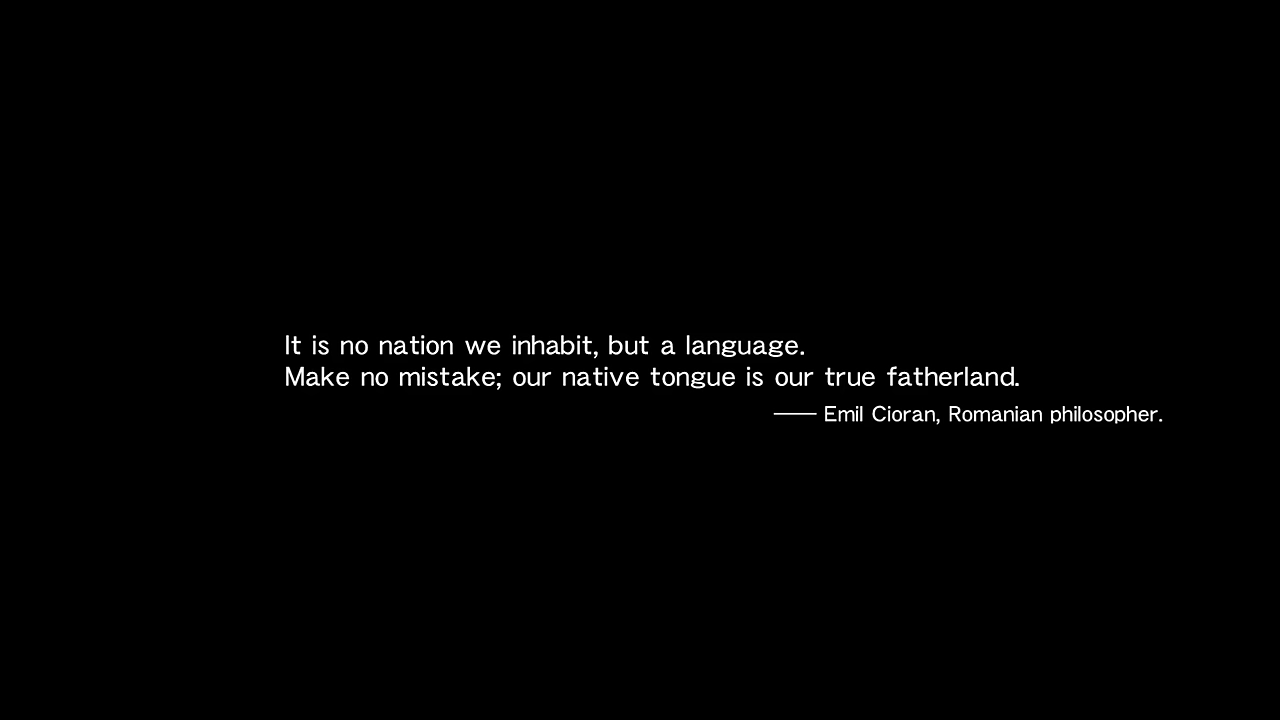 It is no nation we inhabit, but a language.
Make no mistake; our native tongue is our true fatherland.
—— Emil Cioran, Romanian philosopher.